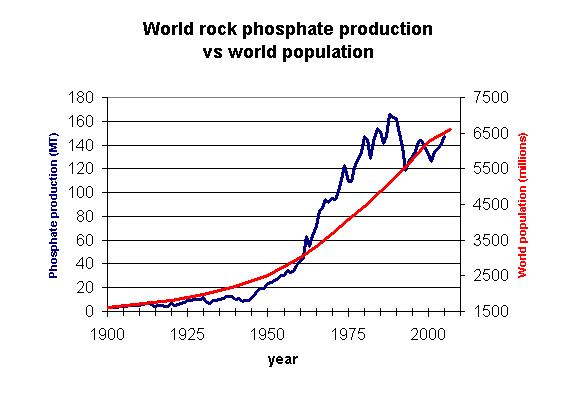 World rock phosphate production
vs world population
180
160
140
120
100
80
60
40
20
0
Phosphate production (MT)
7500
6500
5500
4500
3500
2500
1500
World population (millions)
1900 1925 1950 1975 2000
year